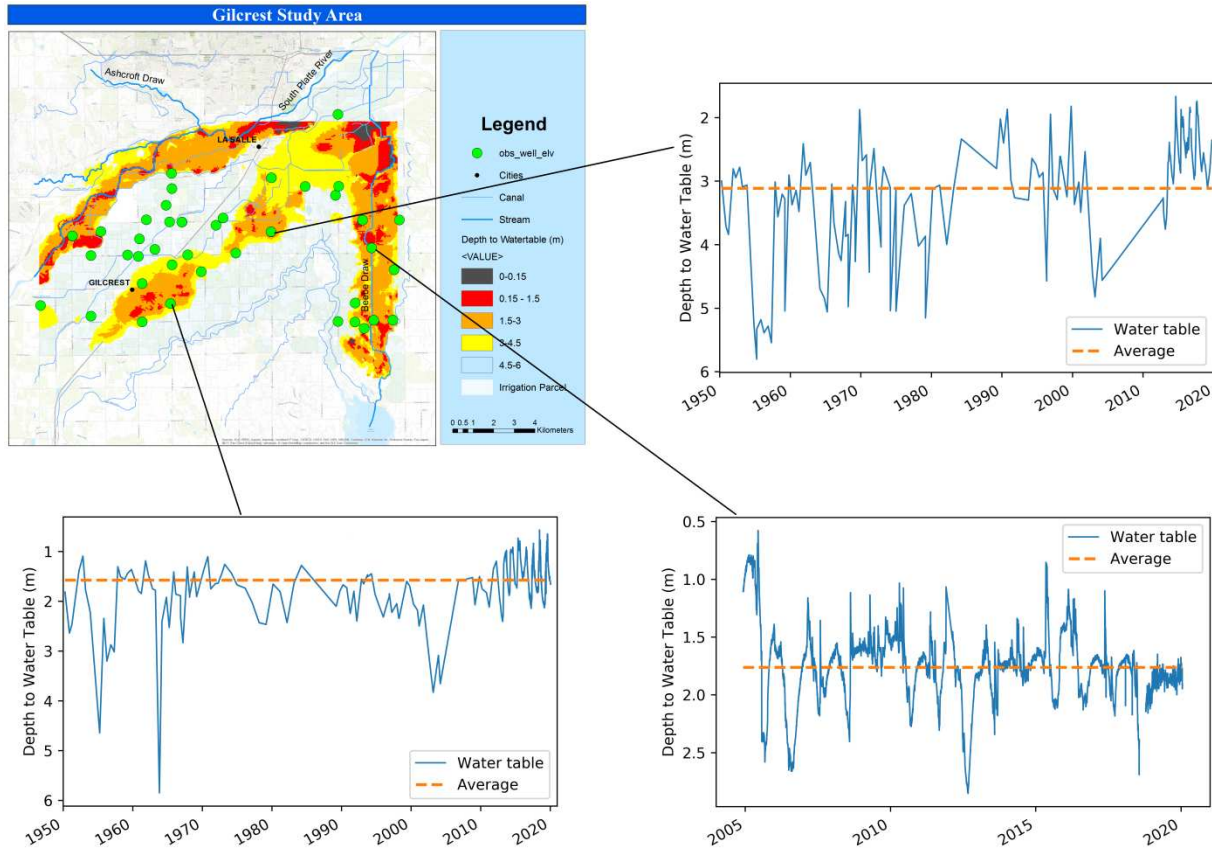 Gilcrest Study Area
Ashcroft Draw
South Platte River
LA SALLE
GILCREST
Beebe Draw
Legend
obs_well_elv
Cities
Canal
Stream
Depth to Watertable (m)
<VALUE>
0-0.15
0.15 - 1.5
1.5-3
3-4.5
4.5-6
Irrigation Parcel
0 0.5 1 2 3 4
Kilometers
Depth to Water Table (m)
2
3
4
5
6
Water table
Average
1950
1960
1970
1980
1990
2000
2010
2020
Depth to Water Table (m)
1
2
3
4
5
6
Water table
Average
1950
1960
1970
1980
1990
2000
2010
2020
Depth to Water Table (m)
0.5
1.0
1.5
2.0
2.5
Water table
Average
2005
2010
2015
2020